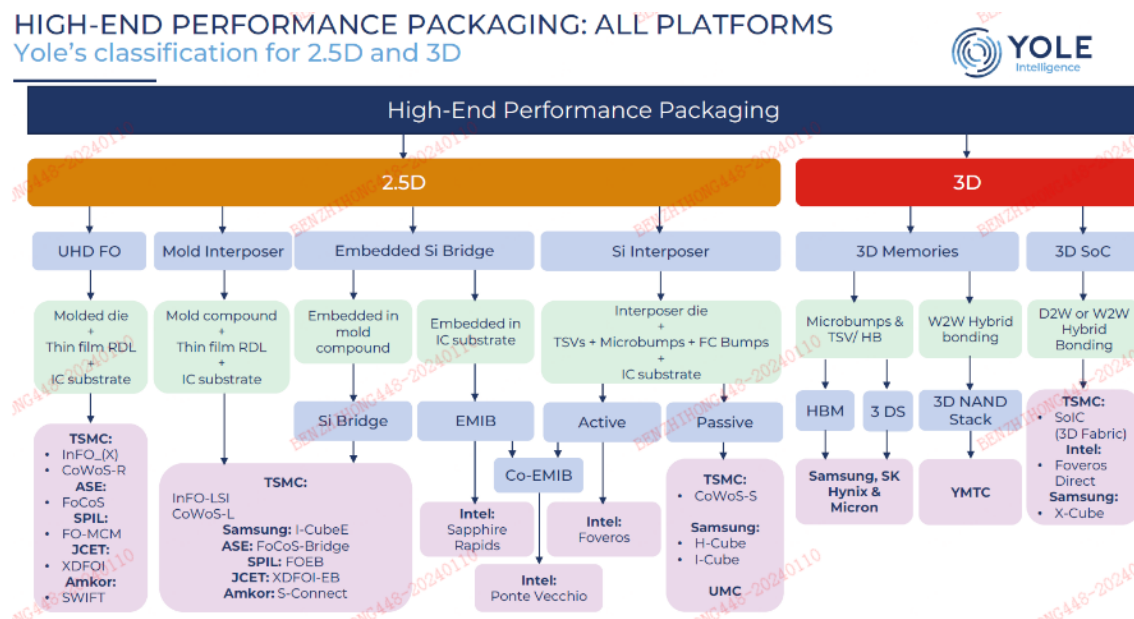 HIGH-END PERFORMANCE PACKAGING: ALL PLATFORMS
Yole's classification for 2.5D and 3D
YOLE
Intelligence
High-End Performance Packaging
2.5D
3D
UHD FO
Mold Interposer
Embedded Si Bridge
Si Interposer
3D Memories
3D SoC
Molded die
+
Thin film RDL
+
IC substrate
Mold compound
+
Thin film RDL
+
IC substrate
Embedded in
mold
compound
Embedded in
IC substrate
Interposer die
+
TSVs + Microbumps + FC Bumps
+
IC substrate
Microbumps &
TSV/ HB
W2W Hybrid
bonding
D2W or W2W
Hybrid
Bonding
Si Bridge
EMIB
Active
Passive
Co-EMIB
HBM
3 DS
3D NAND
Stack
TSMC:
• InFO_(X)
• CoWoS-R
ASE:
• FoCoS
SPIL:
• FO-MCM
JCET:
• XDFOI
Amkor:
• SWIFT
TSMC:
InFO-LSI
CoWoS-L
Samsung: I-CubeE
ASE: FoCoS-Bridge
SPIL: FOEB
JCET: XDFOI-EB
Amkor: S-Connect
Intel:
Sapphire
Rapids
Intel:
Ponte Vecchio
Intel:
Foveros
TSMC:
• CoWoS-S
Samsung:
• H-Cube
• I-Cube
UMC
Samsung, SK
Hynix &
Micron
YMTC
TSMC:
• SoIC
(3D Fabric)
Intel:
• Foveros
Direct
Samsung:
• X-Cube
BENZHIHONG448-20240110